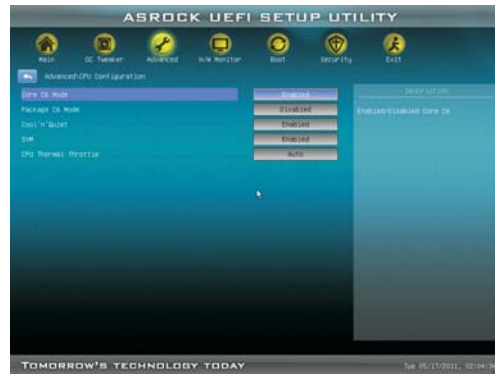 ASROCK UEFI SETUP UTILITY
Main OC Tweaker Advanced H/W Monitor Boot Security Exit
Advanced\CPU Configuration
Description
Core C6 Mode Enabled
Enabled/Disabled Core C6
Package C6 Mode Disabled
Cool'n'Quiet Enabled
SVM Enabled
CPU Thermal Throttle Auto
TOMORROW'S TECHNOLOGY TODAY
Tue 05/17/2011,